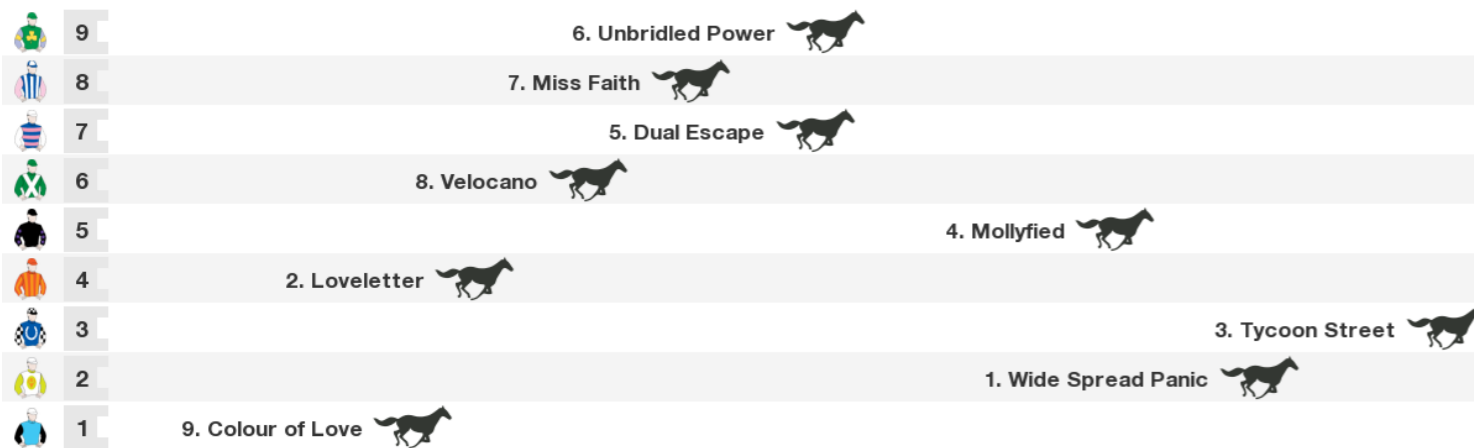 9 6. Unbridled Power
8 7. Miss Faith
7 5. Dual Escape
6 8. Velocano
5 4. Mollyfied
4 2. Loveletter
3 3. Tycoon Street
2 1. Wide Spread Panic
1 9. Colour of Love